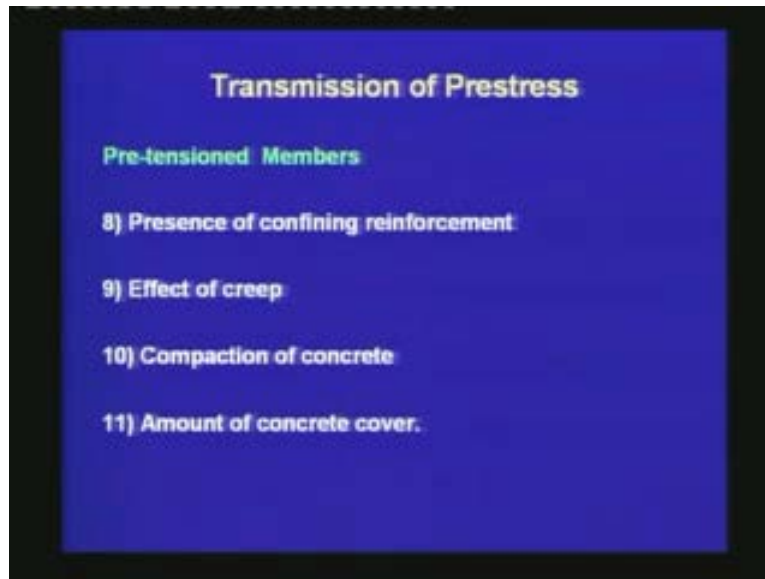 Transmission of Prestress
Pre-tensioned Members
8) Presence of confining reinforcement
9) Effect of creep
10) Compaction of concrete
11) Amount of concrete cover.